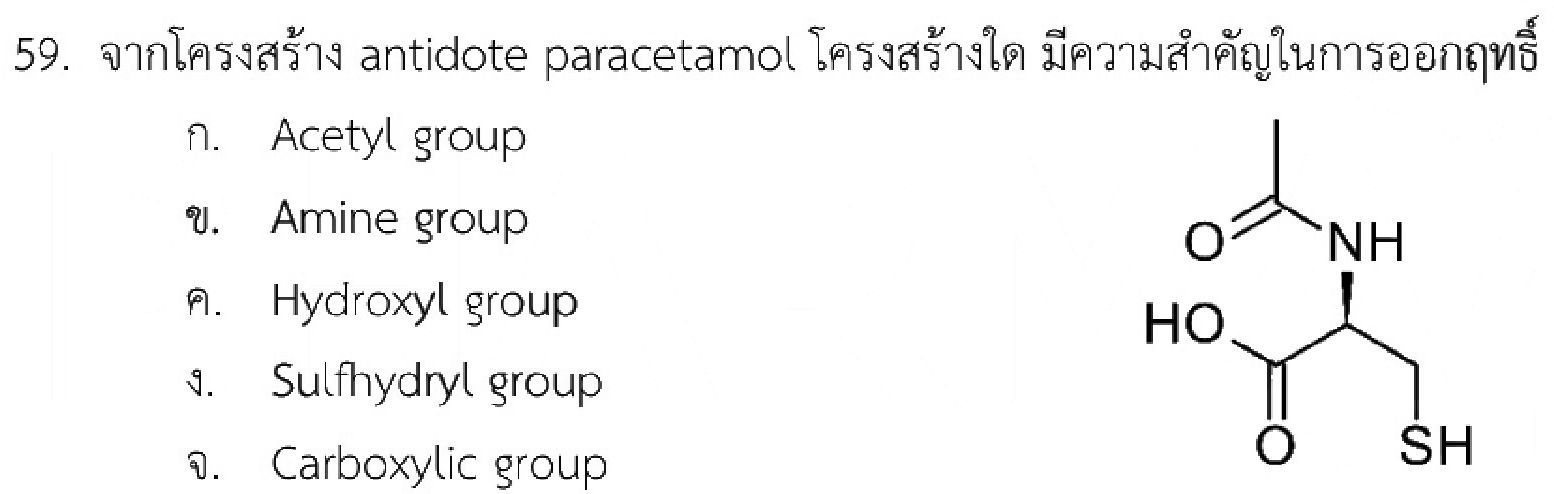 59. จากโครงสร้าง antidote paracetamol โครงสร้างใด มีความสำคัญในการออกฤทธิ์
ก. Acetyl group
ข. Amine group
ค. Hydroxyl group
ง. Sulfhydryl group
จ. Carboxylic group
O
NH
HO
O
SH